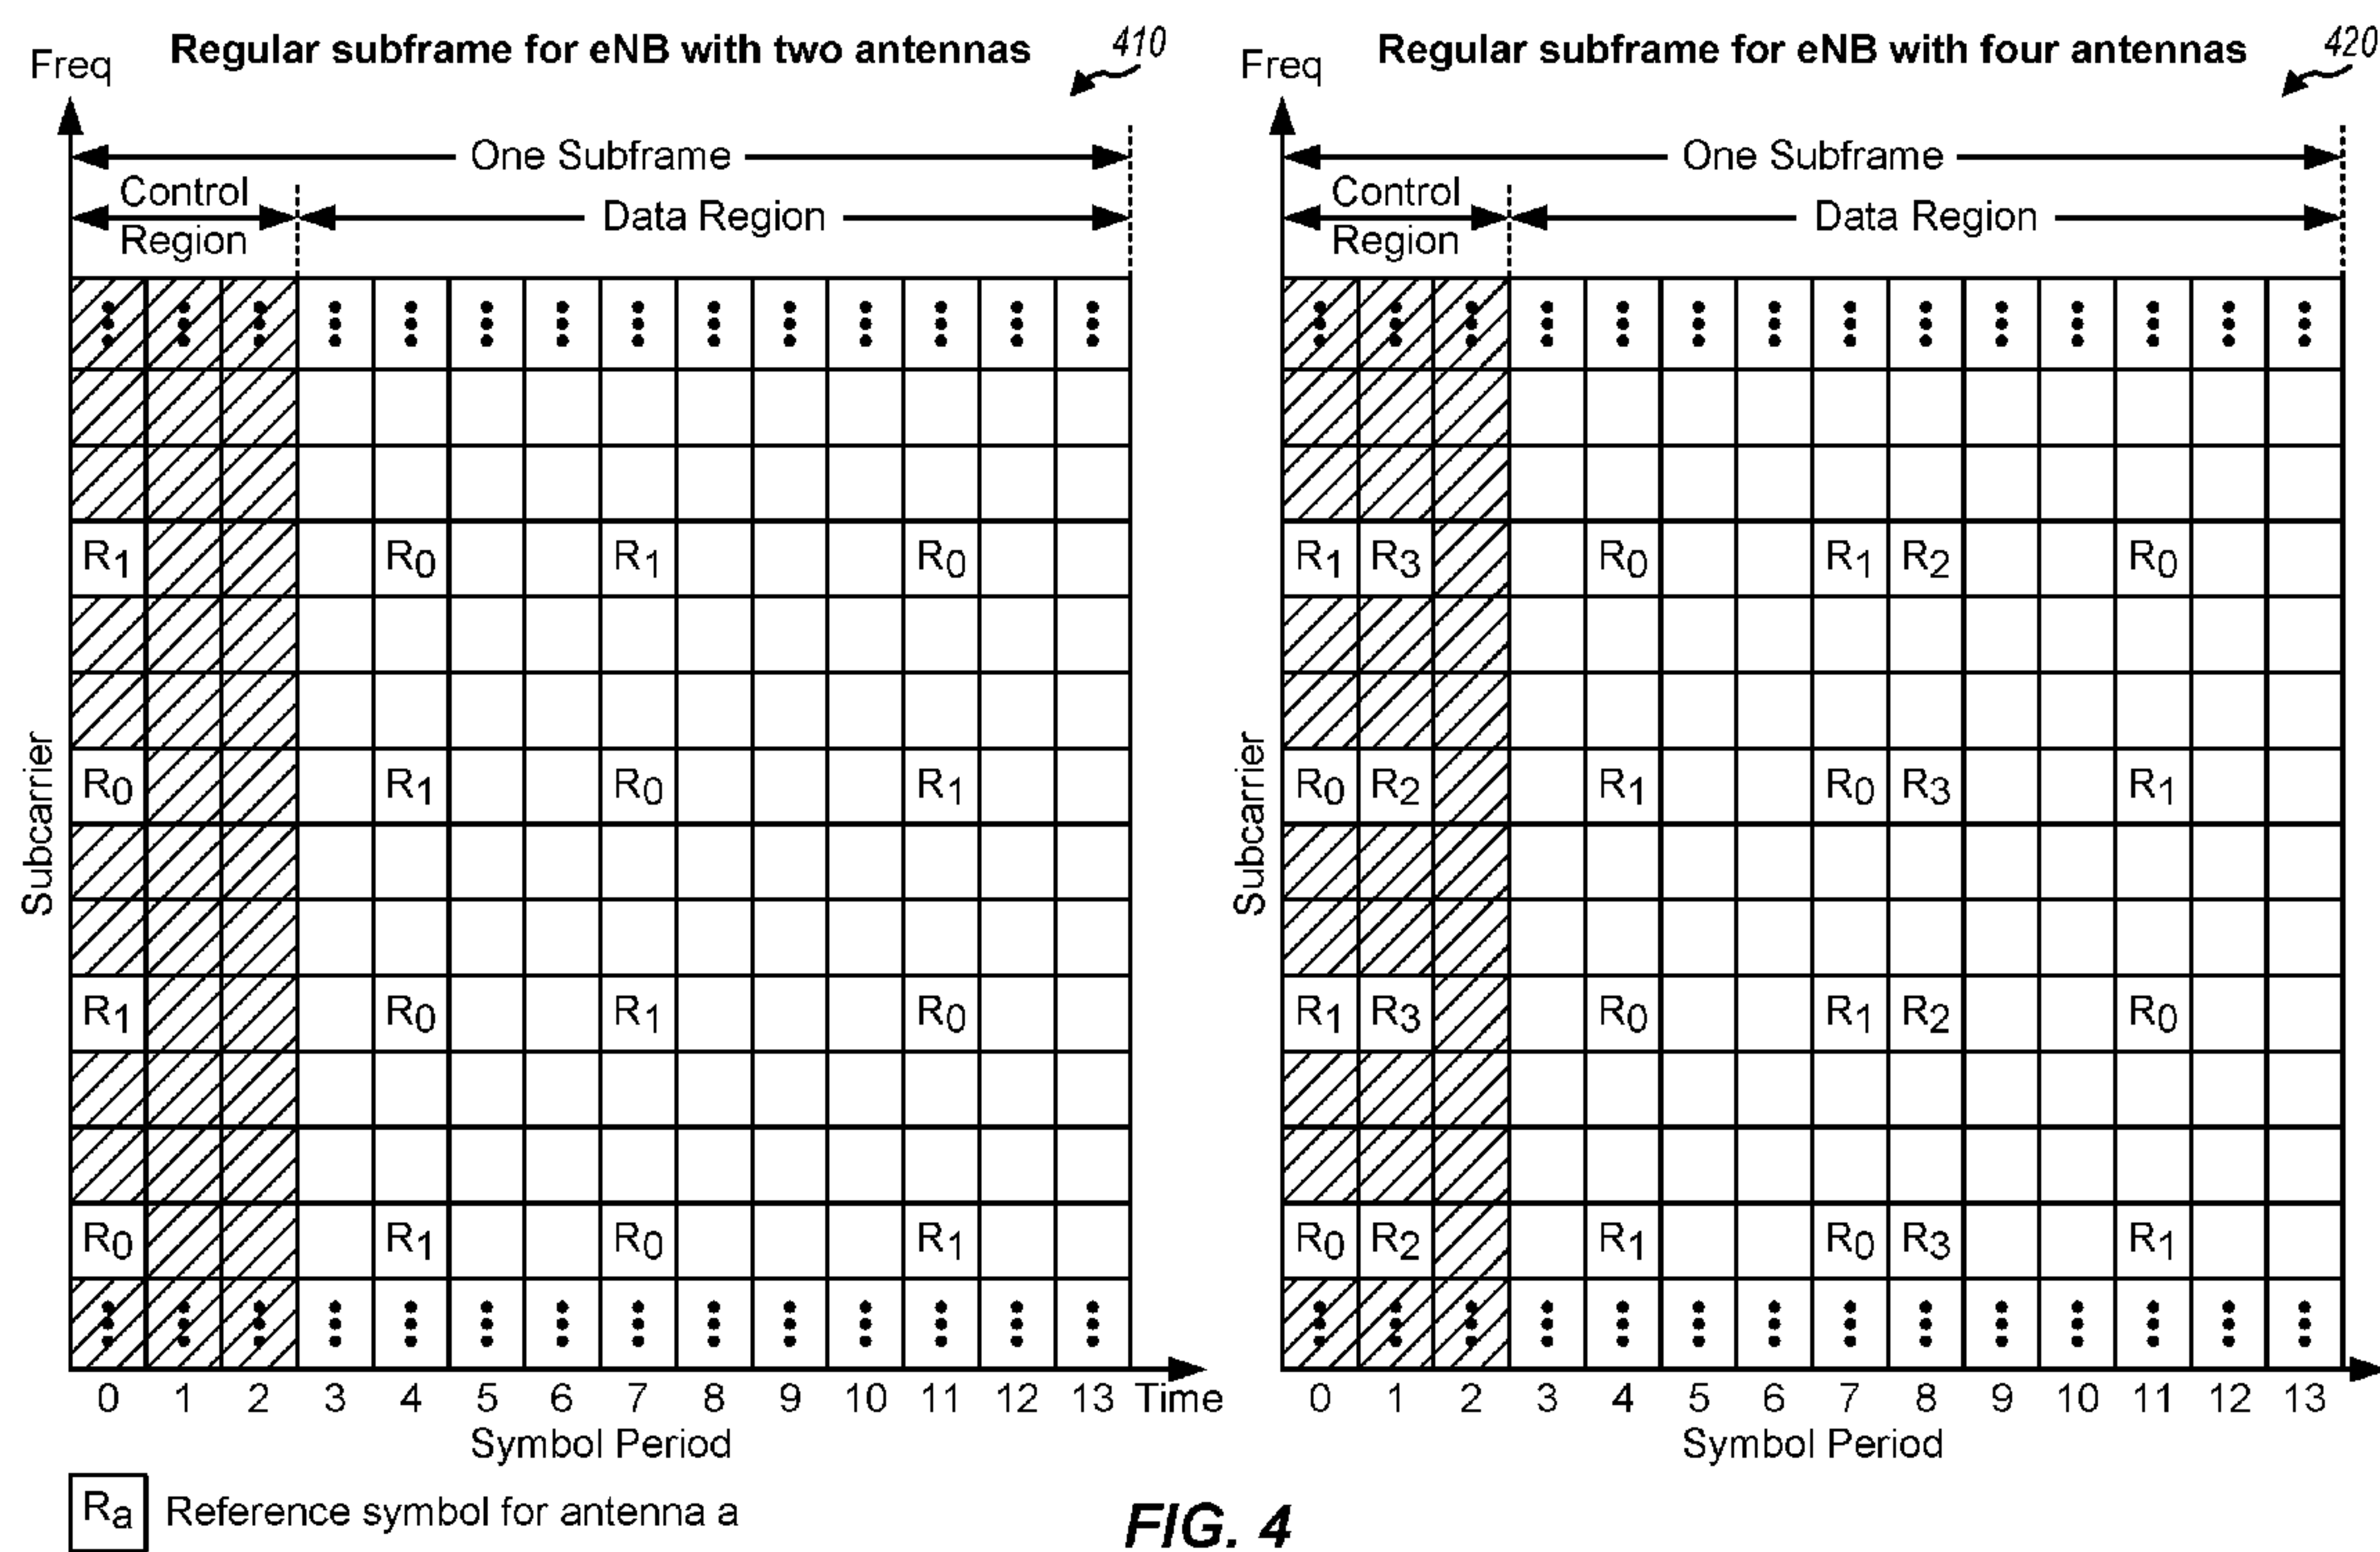 Regular subframe for eNB with two antennas 410
Freq
One Subframe
Control
Region
Data Region
R1 R0 R1 R0
R0 R1 R0 R1
R1 R0 R1 R0
R0 R1 R0 R1
Subcarrier
0 1 2 3 4 5 6 7 8 9 10 11 12 13 Time
Symbol Period
Regular subframe for eNB with four antennas 420
Freq
One Subframe
Control
Region
Data Region
R1 R3 R0 R1 R2 R0
R0 R2 R1 R0 R3 R1
R1 R3 R0 R1 R2 R0
R0 R2 R1 R0 R3 R1
Subcarrier
0 1 2 3 4 5 6 7 8 9 10 11 12 13
Symbol Period
Ra Reference symbol for antenna a
FIG. 4